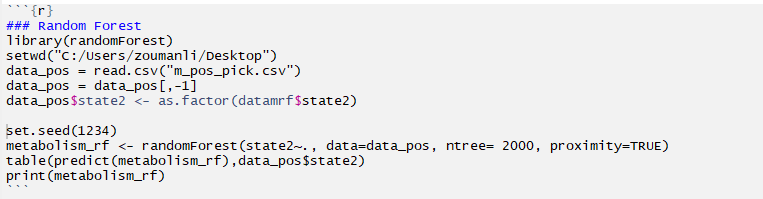 ```{r}
### Random Forest
library(randomForest)
setwd("C:/Users/zoumanli/Desktop")
data_pos = read.csv("m_pos_pick.csv")
data_pos = data_pos[,-1]
data_pos$state2 <- as.factor(datamrf$state2)
set.seed(1234)
metabolism_rf <- randomForest(state2~., data=data_pos, ntree= 2000, proximity=TRUE)
table(predict(metabolism_rf),data_pos$state2)
print(metabolism_rf)
```